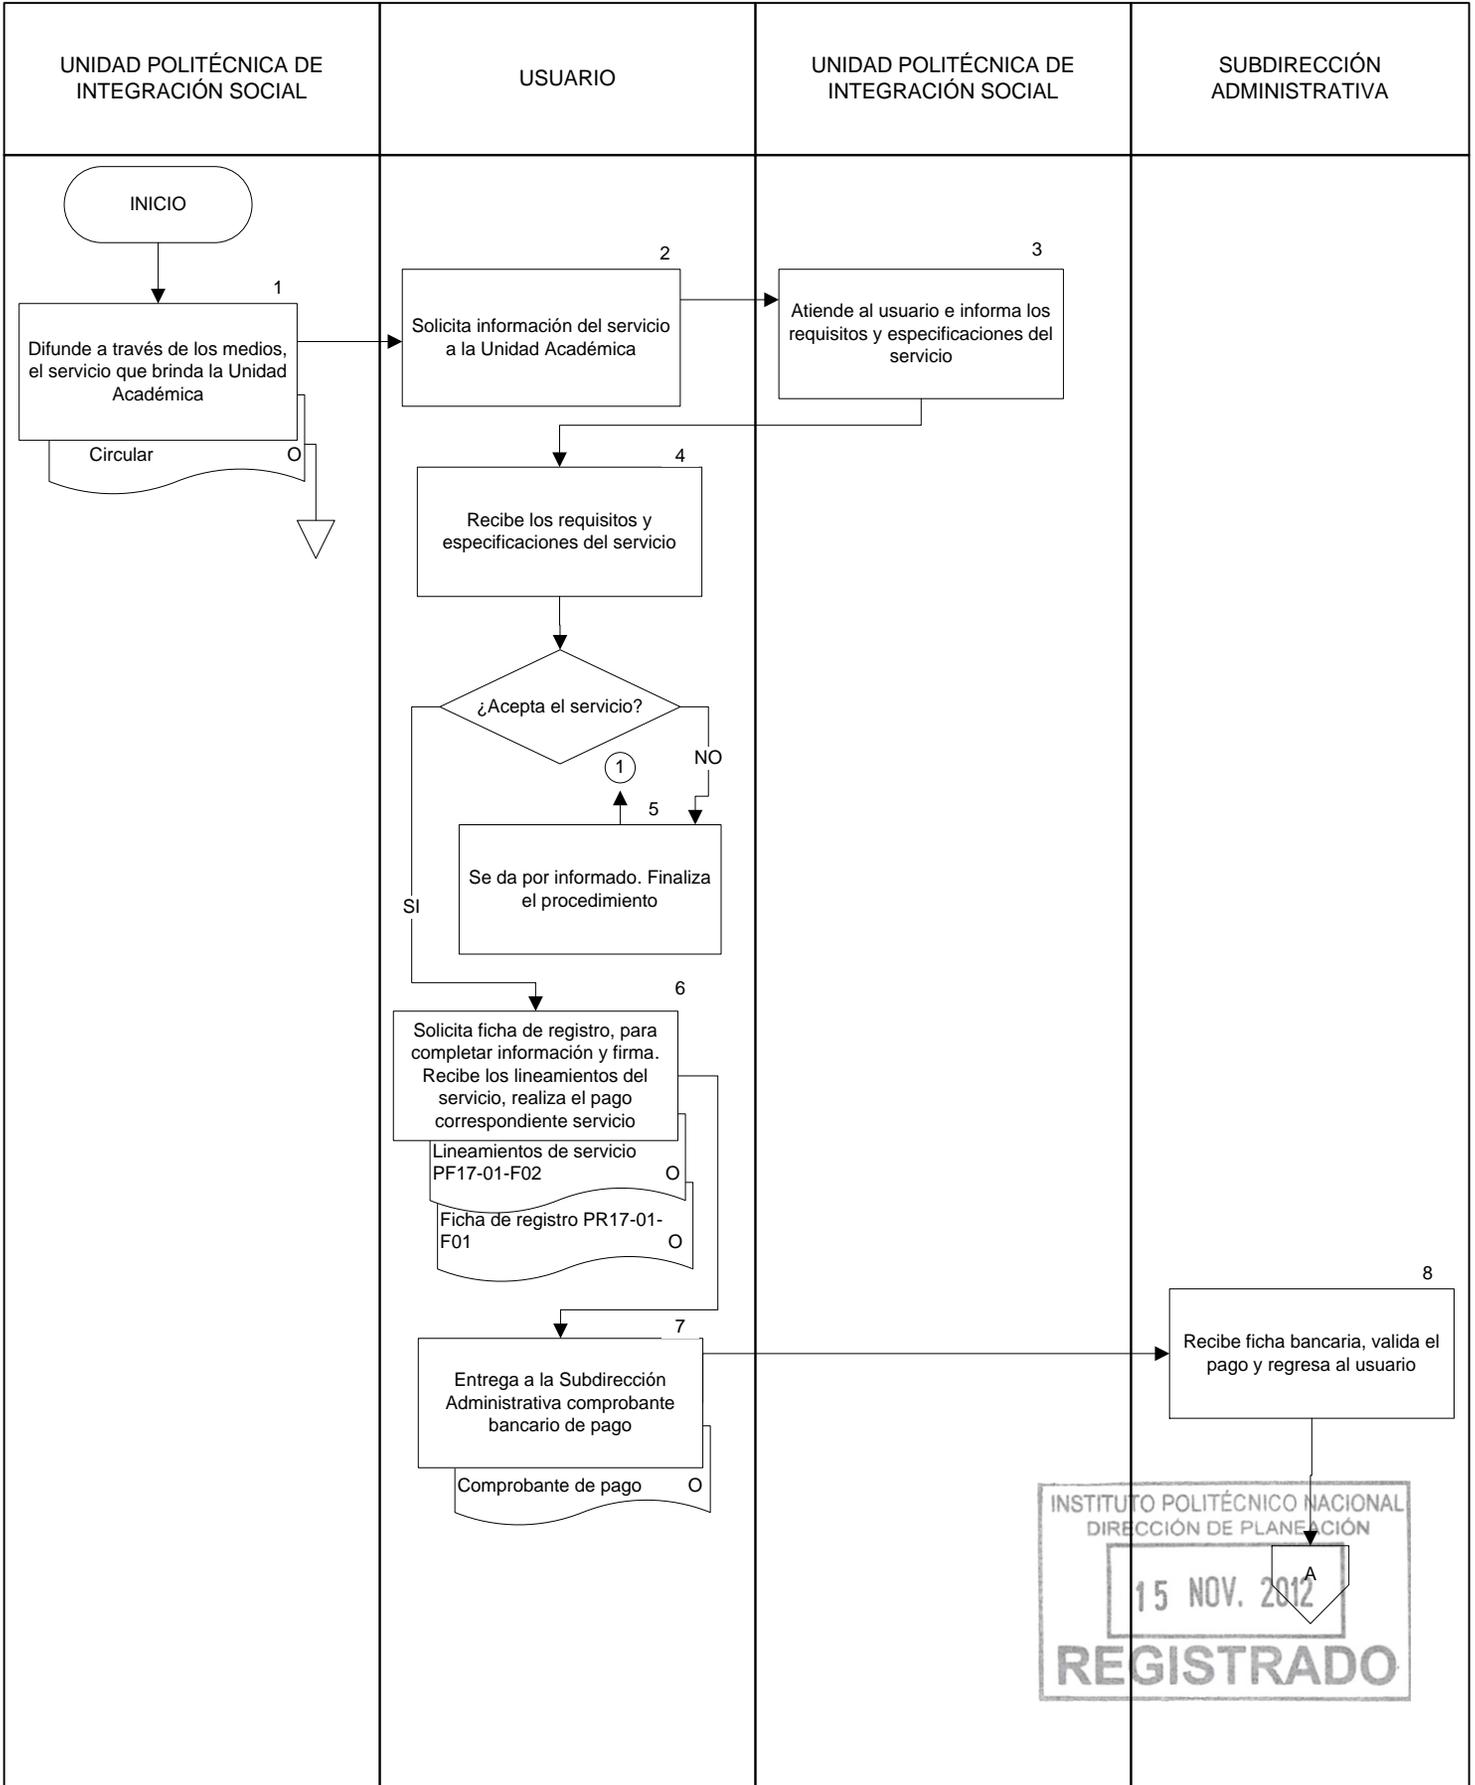 UNIDAD POLITÉCNICA DE
INTEGRACIÓN SOCIAL
USUARIO
UNIDAD POLITÉCNICA DE
INTEGRACIÓN SOCIAL
SUBDIRECCIÓN
ADMINISTRATIVA
INICIO
1
Difunde a través de los medios,
el servicio que brinda la Unidad
Académica
Circular O
2
Solicita información del servicio
a la Unidad Académica
3
Atiende al usuario e informa los
requisitos y especificaciones del
servicio
4
Recibe los requisitos y
especificaciones del servicio
¿Acepta el servicio?
NO
1
5
Se da por informado. Finaliza
el procedimiento
SI
6
Solicita ficha de registro, para
completar información y firma.
Recibe los lineamientos del
servicio, realiza el pago
correspondiente servicio
Lineamientos de servicio
PF17-01-F02 O
Ficha de registro PR17-01-
F01 O
7
Entrega a la Subdirección
Administrativa comprobante
bancario de pago
Comprobante de pago O
8
Recibe ficha bancaria, valida el
pago y regresa al usuario
A
INSTITUTO POLITÉCNICO NACIONAL
DIRECCIÓN DE PLANEACIÓN
15 NOV. 2012
REGISTRADO